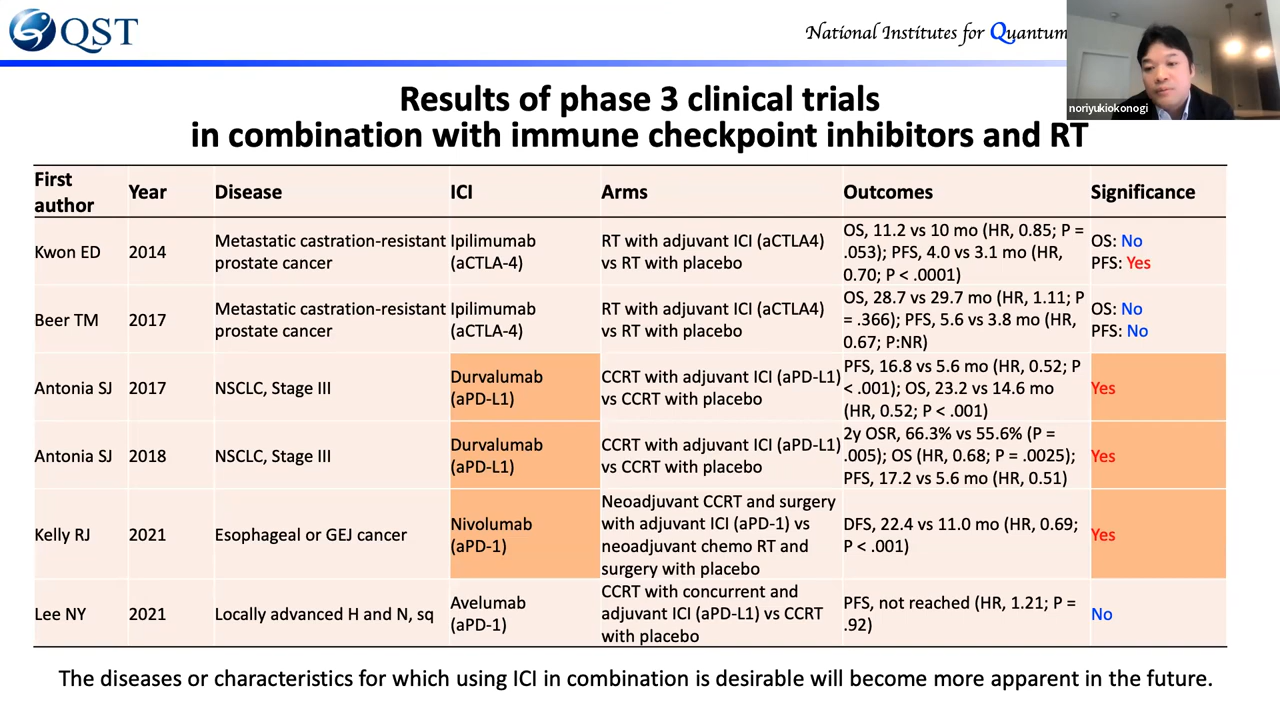 QST
National Institutes for Quantum
noriyukiokonogi
Results of phase 3 clinical trials
in combination with immune checkpoint inhibitors and RT
First
author
Year
Disease
ICI
Arms
Outcomes
Significance
Kwon ED
2014
Metastatic castration-resistant
prostate cancer
Ipilimumab
(aCTLA-4)
RT with adjuvant ICI (aCTLA4)
vs RT with placebo
OS, 11.2 vs 10 mo (HR, 0.85; P =
.053); PFS, 4.0 vs 3.1 mo (HR,
0.70; P < .0001)
OS: No
PFS: Yes
Beer TM
2017
Metastatic castration-resistant
prostate cancer
Ipilimumab
(aCTLA-4)
RT with adjuvant ICI (aCTLA4)
vs RT with placebo
OS, 28.7 vs 29.7 mo (HR, 1.11; P
= .366); PFS, 5.6 vs 3.8 mo (HR,
0.67; P:NR)
OS: No
PFS: No
Antonia SJ
2017
NSCLC, Stage III
Durvalumab
(aPD-L1)
CCRT with adjuvant ICI (aPD-L1)
vs CCRT with placebo
PFS, 16.8 vs 5.6 mo (HR, 0.52; P
< .001); OS, 23.2 vs 14.6 mo
(HR, 0.52; P < .001)
Yes
Antonia SJ
2018
NSCLC, Stage III
Durvalumab
(aPD-L1)
CCRT with adjuvant ICI (aPD-L1)
vs CCRT with placebo
2y OSR, 66.3% vs 55.6% (P =
.005); OS (HR, 0.68; P = .0025);
PFS, 17.2 vs 5.6 mo (HR, 0.51)
Yes
Kelly RJ
2021
Esophageal or GEJ cancer
Nivolumab
(aPD-1)
Neoadjuvant CCRT and surgery
with adjuvant ICI (aPD-1) vs
neoadjuvant chemo RT and
surgery with placebo
DFS, 22.4 vs 11.0 mo (HR, 0.69;
P < .001)
Yes
Lee NY
2021
Locally advanced H and N, sq
Avelumab
(aPD-1)
CCRT with concurrent and
adjuvant ICI (aPD-L1) vs CCRT
with placebo
PFS, not reached (HR, 1.21; P =
.92)
No
The diseases or characteristics for which using ICI in combination is desirable will become more apparent in the future.